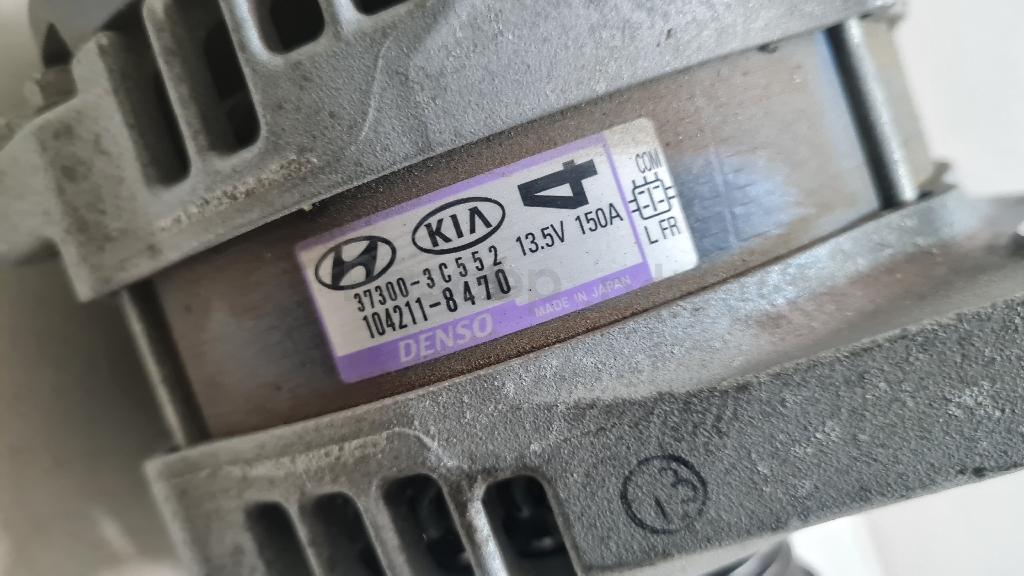 KIA 4
37300-3C552 13.5V 150A
104211-8470
DENSO MADE IN JAPAN
COM
L FR
13